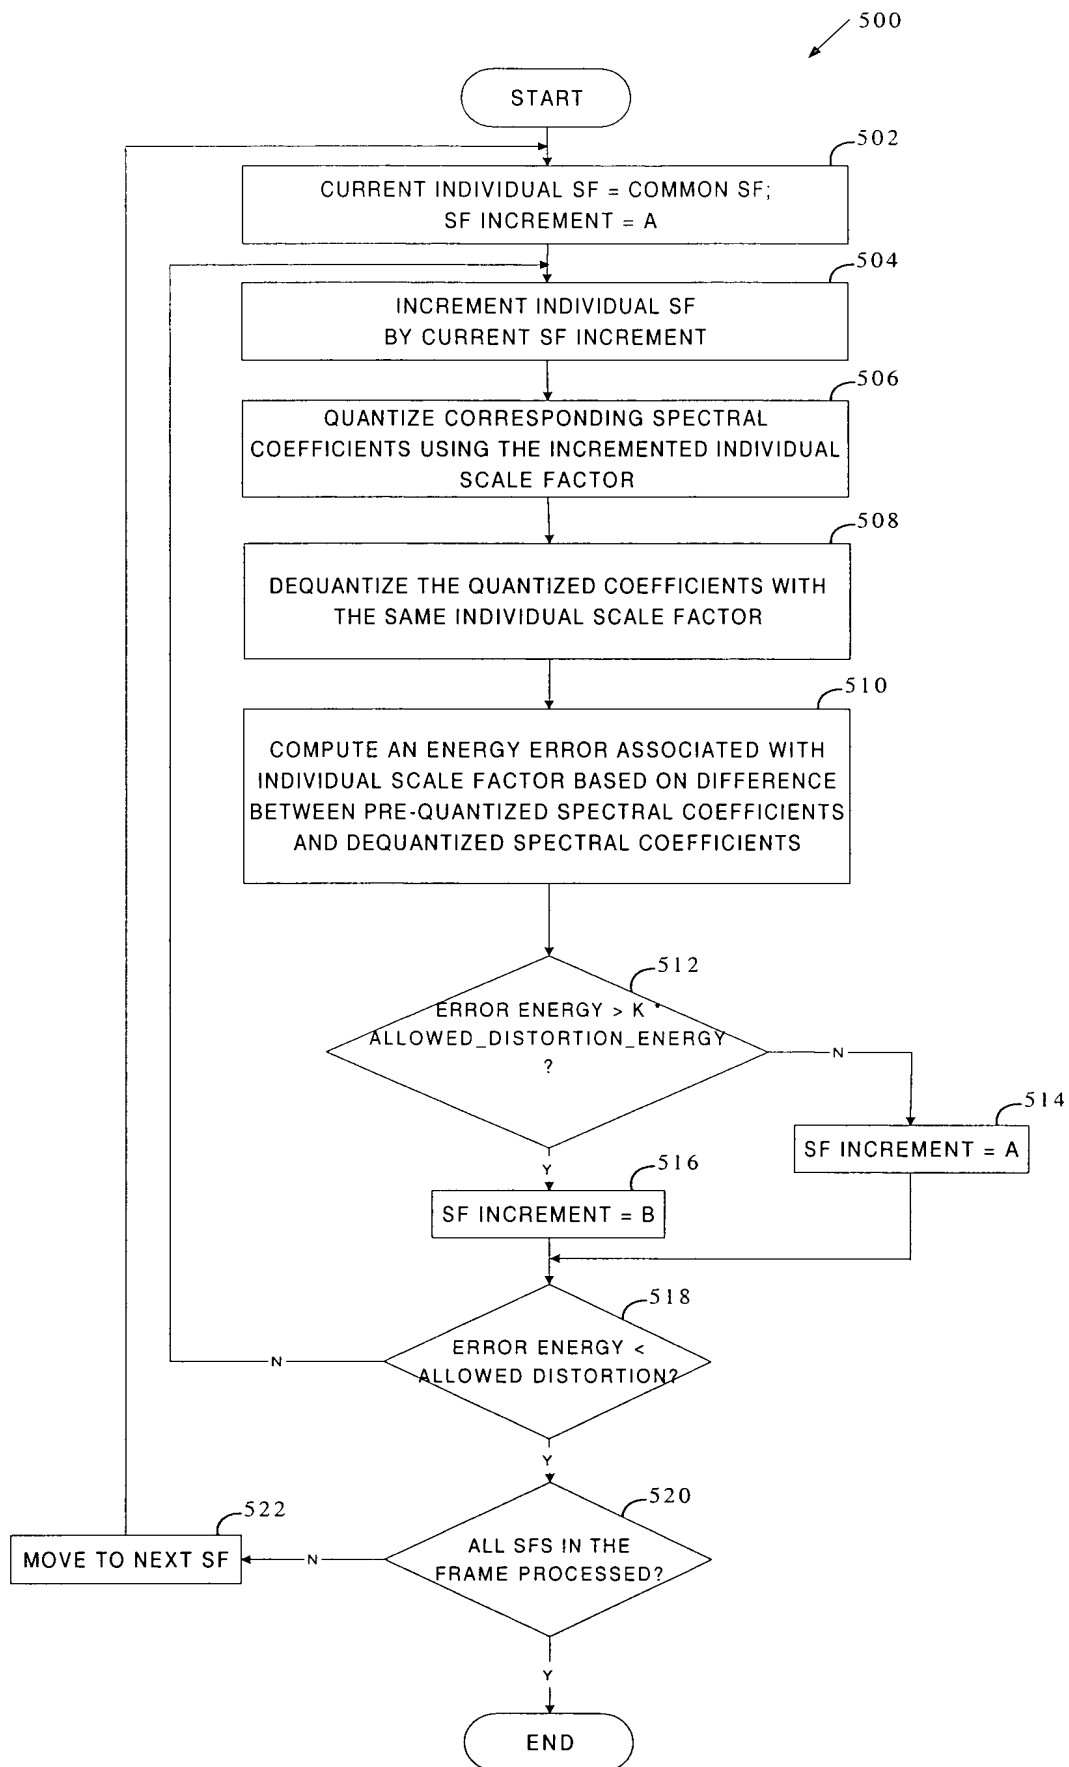 500
START
502
CURRENT INDIVIDUAL SF = COMMON SF;
SF INCREMENT = A
504
INCREMENT INDIVIDUAL SF
BY CURRENT SF INCREMENT
506
QUANTIZE CORRESPONDING SPECTRAL
COEFFICIENTS USING THE INCREMENTED INDIVIDUAL
SCALE FACTOR
508
DEQUANTIZE THE QUANTIZED COEFFICIENTS WITH
THE SAME INDIVIDUAL SCALE FACTOR
510
COMPUTE AN ENERGY ERROR ASSOCIATED WITH
INDIVIDUAL SCALE FACTOR BASED ON DIFFERENCE
BETWEEN PRE-QUANTIZED SPECTRAL COEFFICIENTS
AND DEQUANTIZED SPECTRAL COEFFICIENTS
512
ERROR ENERGY > K *
ALLOWED_DISTORTION_ENERGY
?
N
514
SF INCREMENT = A
Y
516
SF INCREMENT = B
518
ERROR ENERGY <
ALLOWED DISTORTION?
N
Y
520
ALL SFS IN THE
FRAME PROCESSED?
N
522
MOVE TO NEXT SF
Y
END